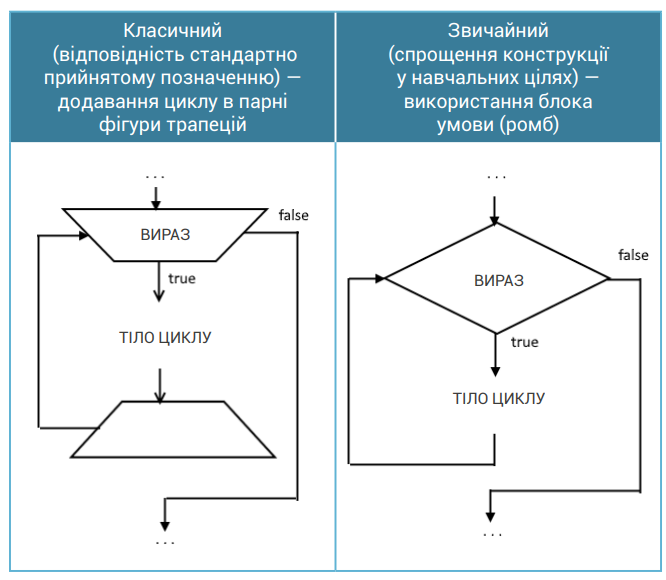 Класичний
(відповідність стандартно
прийнятому позначенню) —
додавання циклу в парні
фігури трапецій
Звичайний
(спрощення конструкції
у навчальних цілях) —
використання блока
умови (ромб)
...
ВИРАЗ
false
true
ТІЛО ЦИКЛУ
...
...
ВИРАЗ
false
true
ТІЛО ЦИКЛУ
...